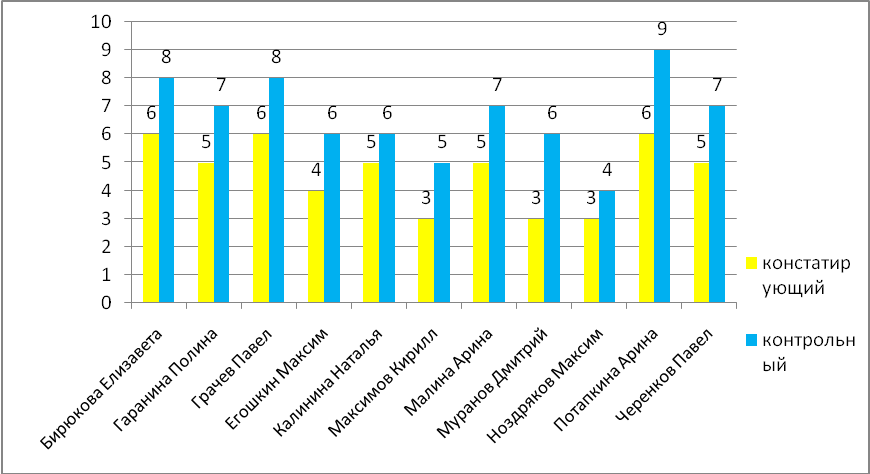 10
9
8
7
6
5
4
3
2
1
0
6 8
5 7
6 8
4 6
5 6
3 5
5 7
3 6
3 4
6 9
5 7
Бирюкова Елизавета
Гаранина Полина
Грачев Павел
Егошкин Максим
Калинина Наталья
Максимов Кирилл
Малина Арина
Муранов Дмитрий
Ноздряков Максим
Потапкина Арина
Черенков Павел
констатир
ующий
контрольн
ый